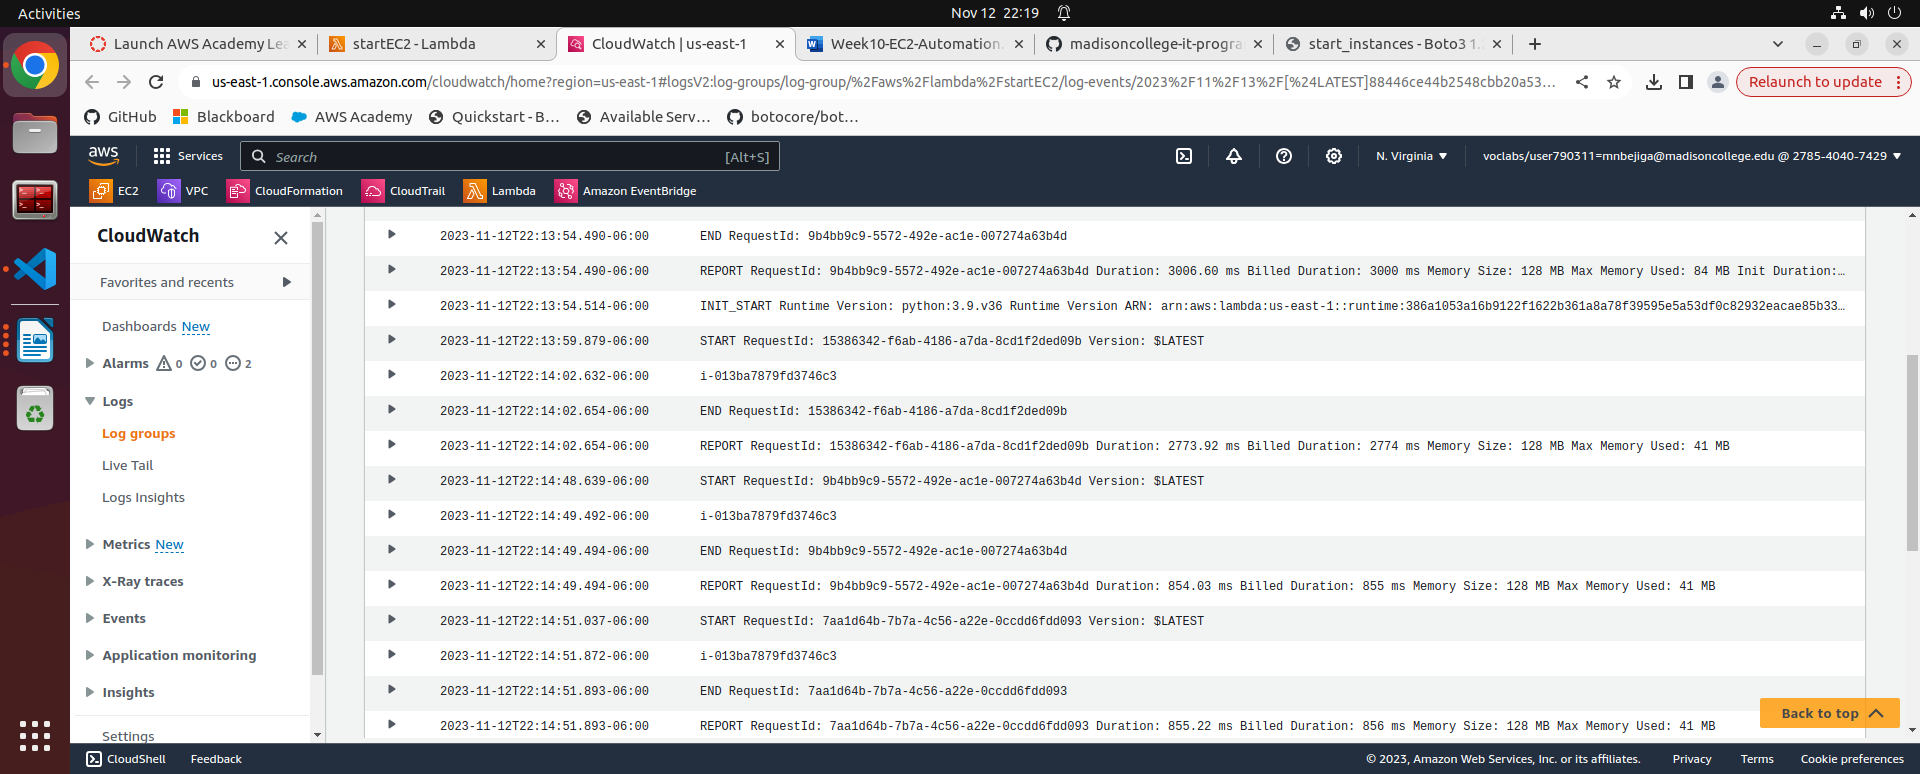 Activities
Nov 12 22:19
Launch AWS Academy Lea
startEC2 - Lambda
CloudWatch | us-east-1
Week10-EC2-Automation.
madisoncollege-it-progra
start_instances - Boto3 1.
us-east-1.console.aws.amazon.com/cloudwatch/home?region=us-east-1#logsV2:log-groups/log-group/%2Faws%2Flambda%2FstartEC2/log-events/2023%2F11%2F13%2F[%24LATEST]88446ce44b2548cbb20a53...
Relaunch to update
GitHub
Blackboard
AWS Academy
Quickstart - B...
Available Serv...
botocore/bot...
aws
Services
Search
[Alt+S]
N. Virginia
voclabs/user790311=mnbejiga@madisoncollege.edu @ 2785-4040-7429
EC2
VPC
CloudFormation
CloudTrail
Lambda
Amazon EventBridge
CloudWatch
Favorites and recents
Dashboards New
Alarms 0 0 2
Logs
Log groups
Live Tail
Logs Insights
Metrics New
X-Ray traces
Events
Application monitoring
Insights
Settings
2023-11-12T22:13:54.490-06:00 END RequestId: 9b4bb9c9-5572-492e-ac1e-007274a63b4d
2023-11-12T22:13:54.490-06:00 REPORT RequestId: 9b4bb9c9-5572-492e-ac1e-007274a63b4d Duration: 3006.60 ms Billed Duration: 3000 ms Memory Size: 128 MB Max Memory Used: 84 MB Init Duration:...
2023-11-12T22:13:54.514-06:00 INIT_START Runtime Version: python:3.9.v36 Runtime Version ARN: arn:aws:lambda:us-east-1::runtime:386a1053a16b9122f1622b361a8a78f39595e5a53df0c82932eacae85b33...
2023-11-12T22:13:59.879-06:00 START RequestId: 15386342-f6ab-4186-a7da-8cd1f2ded09b Version: $LATEST
2023-11-12T22:14:02.632-06:00 i-013ba7879fd3746c3
2023-11-12T22:14:02.654-06:00 END RequestId: 15386342-f6ab-4186-a7da-8cd1f2ded09b
2023-11-12T22:14:02.654-06:00 REPORT RequestId: 15386342-f6ab-4186-a7da-8cd1f2ded09b Duration: 2773.92 ms Billed Duration: 2774 ms Memory Size: 128 MB Max Memory Used: 41 MB
2023-11-12T22:14:48.639-06:00 START RequestId: 9b4bb9c9-5572-492e-ac1e-007274a63b4d Version: $LATEST
2023-11-12T22:14:49.492-06:00 i-013ba7879fd3746c3
2023-11-12T22:14:49.494-06:00 END RequestId: 9b4bb9c9-5572-492e-ac1e-007274a63b4d
2023-11-12T22:14:49.494-06:00 REPORT RequestId: 9b4bb9c9-5572-492e-ac1e-007274a63b4d Duration: 854.03 ms Billed Duration: 855 ms Memory Size: 128 MB Max Memory Used: 41 MB
2023-11-12T22:14:51.037-06:00 START RequestId: 7aa1d64b-7b7a-4c56-a22e-0ccdd6fdd093 Version: $LATEST
2023-11-12T22:14:51.872-06:00 i-013ba7879fd3746c3
2023-11-12T22:14:51.893-06:00 END RequestId: 7aa1d64b-7b7a-4c56-a22e-0ccdd6fdd093
2023-11-12T22:14:51.893-06:00 REPORT RequestId: 7aa1d64b-7b7a-4c56-a22e-0ccdd6fdd093 Duration: 855.22 ms Billed Duration: 856 ms Memory Size: 128 MB Max Memory Used: 41 MB
Back to top
CloudShell
Feedback
© 2023, Amazon Web Services, Inc. or its affiliates.
Privacy
Terms
Cookie preferences